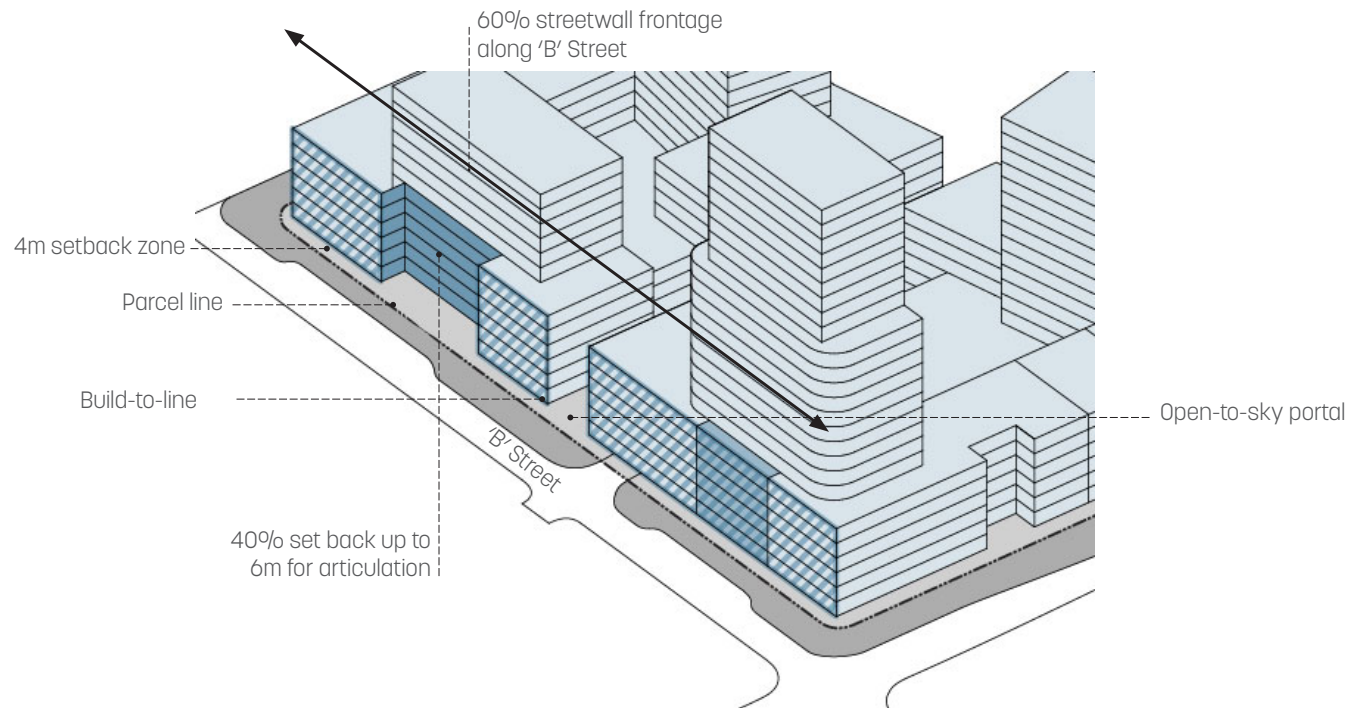 60% streetwall frontage
along ‘B’ Street
4m setback zone
Parcel line
Build-to-line
Open-to-sky portal
‘B’ Street
40% set back up to
6m for articulation